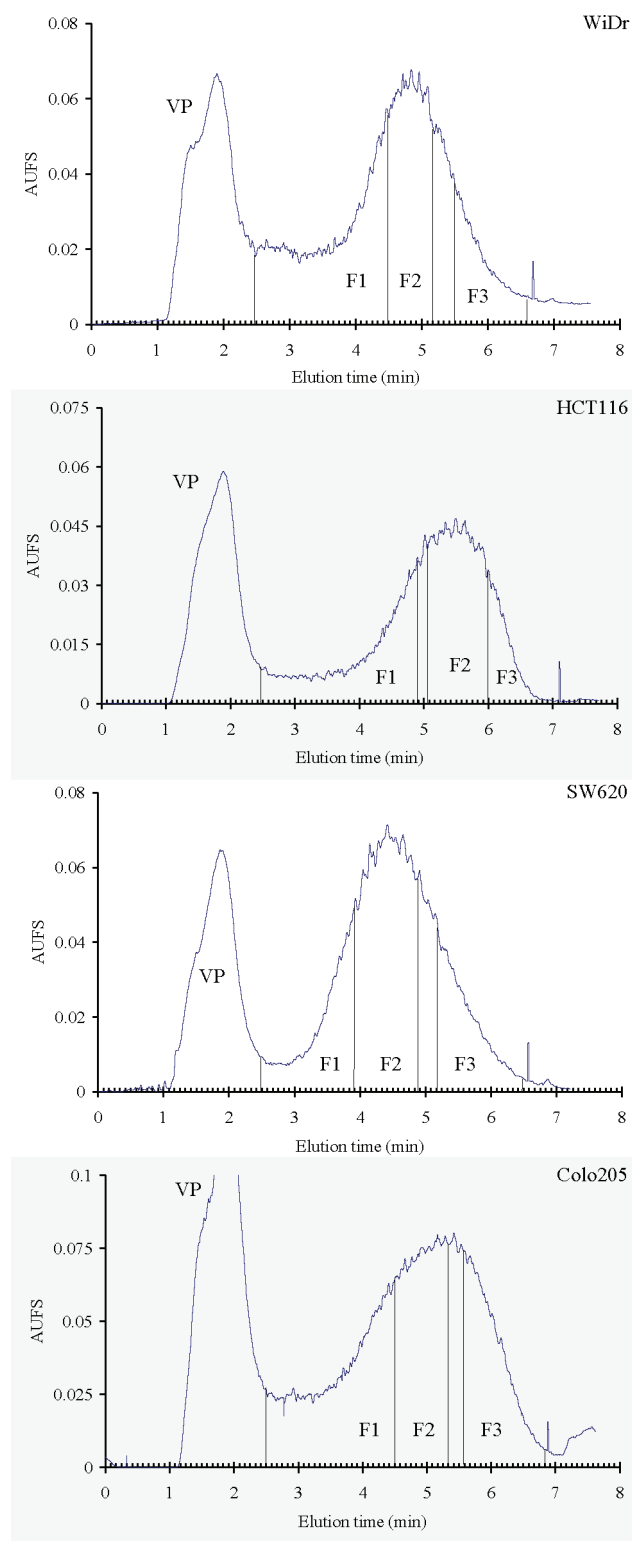 WiDr
0.08
VP
0.06
AUFS
0.04
0.02
F1 F2 F3
0
0 1 2 3 4 5 6 7 8
Elution time (min)
HCT116
0.075
VP
0.06
0.045
AUFS
0.03
0.015
F1 F2 F3
0
0 1 2 3 4 5 6 7 8
Elution time (min)
SW620
0.08
0.06
VP
0.04
AUFS
0.02
F1 F2 F3
0
0 1 2 3 4 5 6 7 8
Elution time (min)
Colo205
0.1
VP
0.075
AUFS
0.05
0.025
F1 F2 F3
0
0 1 2 3 4 5 6 7 8
Elution time (min)